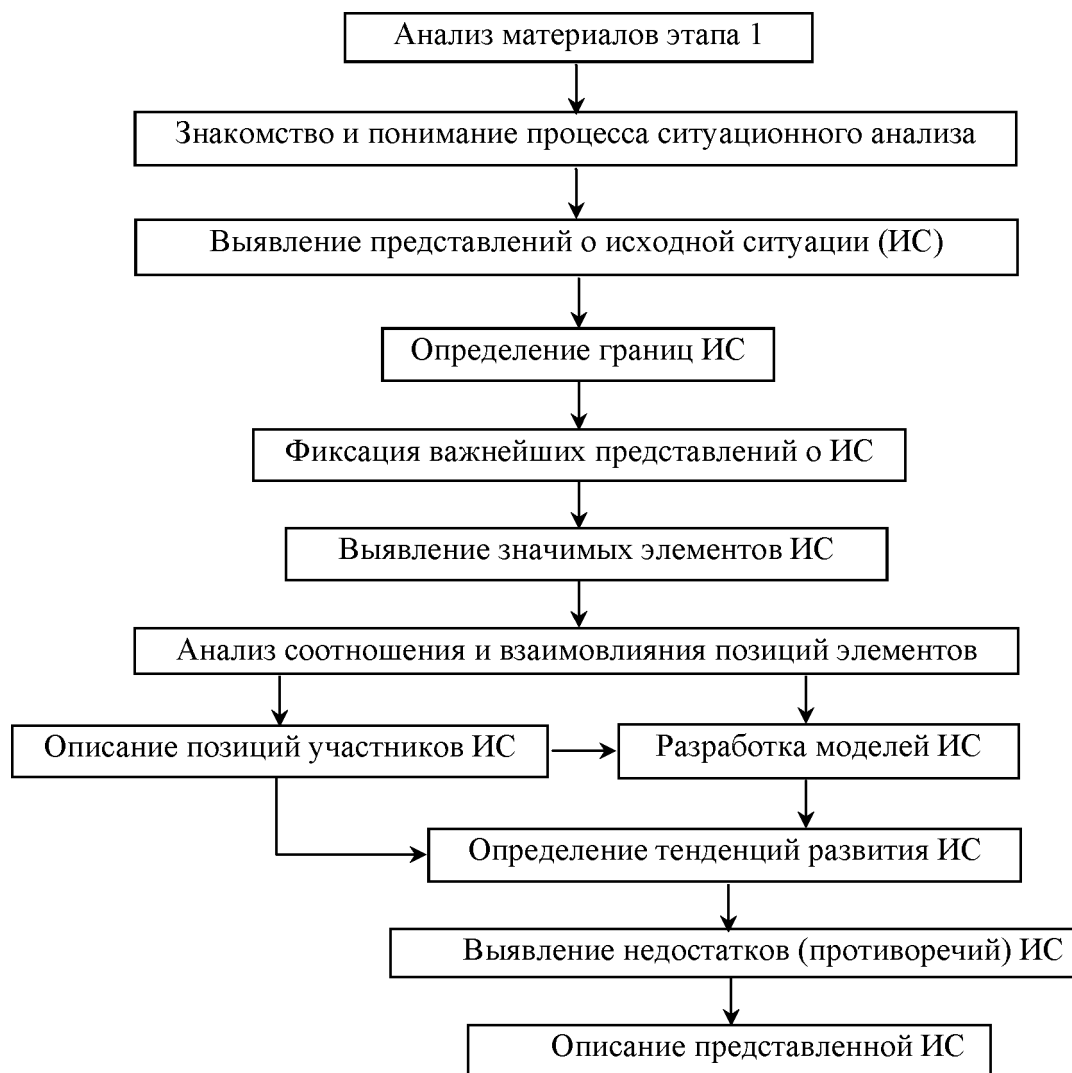 Анализ материалов этапа 1
Знакомство и понимание процесса ситуационного анализа
Выявление представлений о исходной ситуации (ИС)
Определение границ ИС
Фиксация важнейших представлений о ИС
Выявление значимых элементов ИС
Анализ соотношения и взаимовлияния позиций элементов
Описание позиций участников ИС
Разработка моделей ИС
Определение тенденций развития ИС
Выявление недостатков (противоречий) ИС
Описание представленной ИС